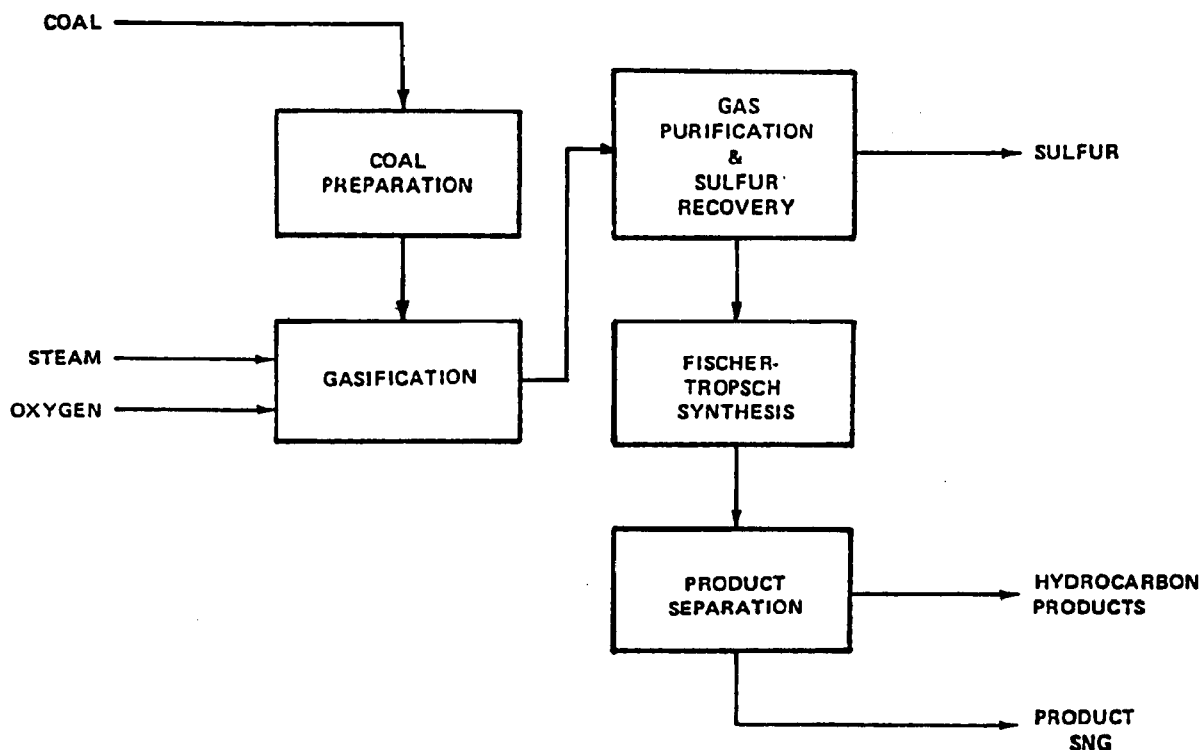 COAL
COAL
PREPARATION
STEAM
OXYGEN
GASIFICATION
GAS
PURIFICATION
&
SULFUR
RECOVERY
SULFUR
FISCHER-
TROPSCH
SYNTHESIS
PRODUCT
SEPARATION
HYDROCARBON
PRODUCTS
PRODUCT
SNG